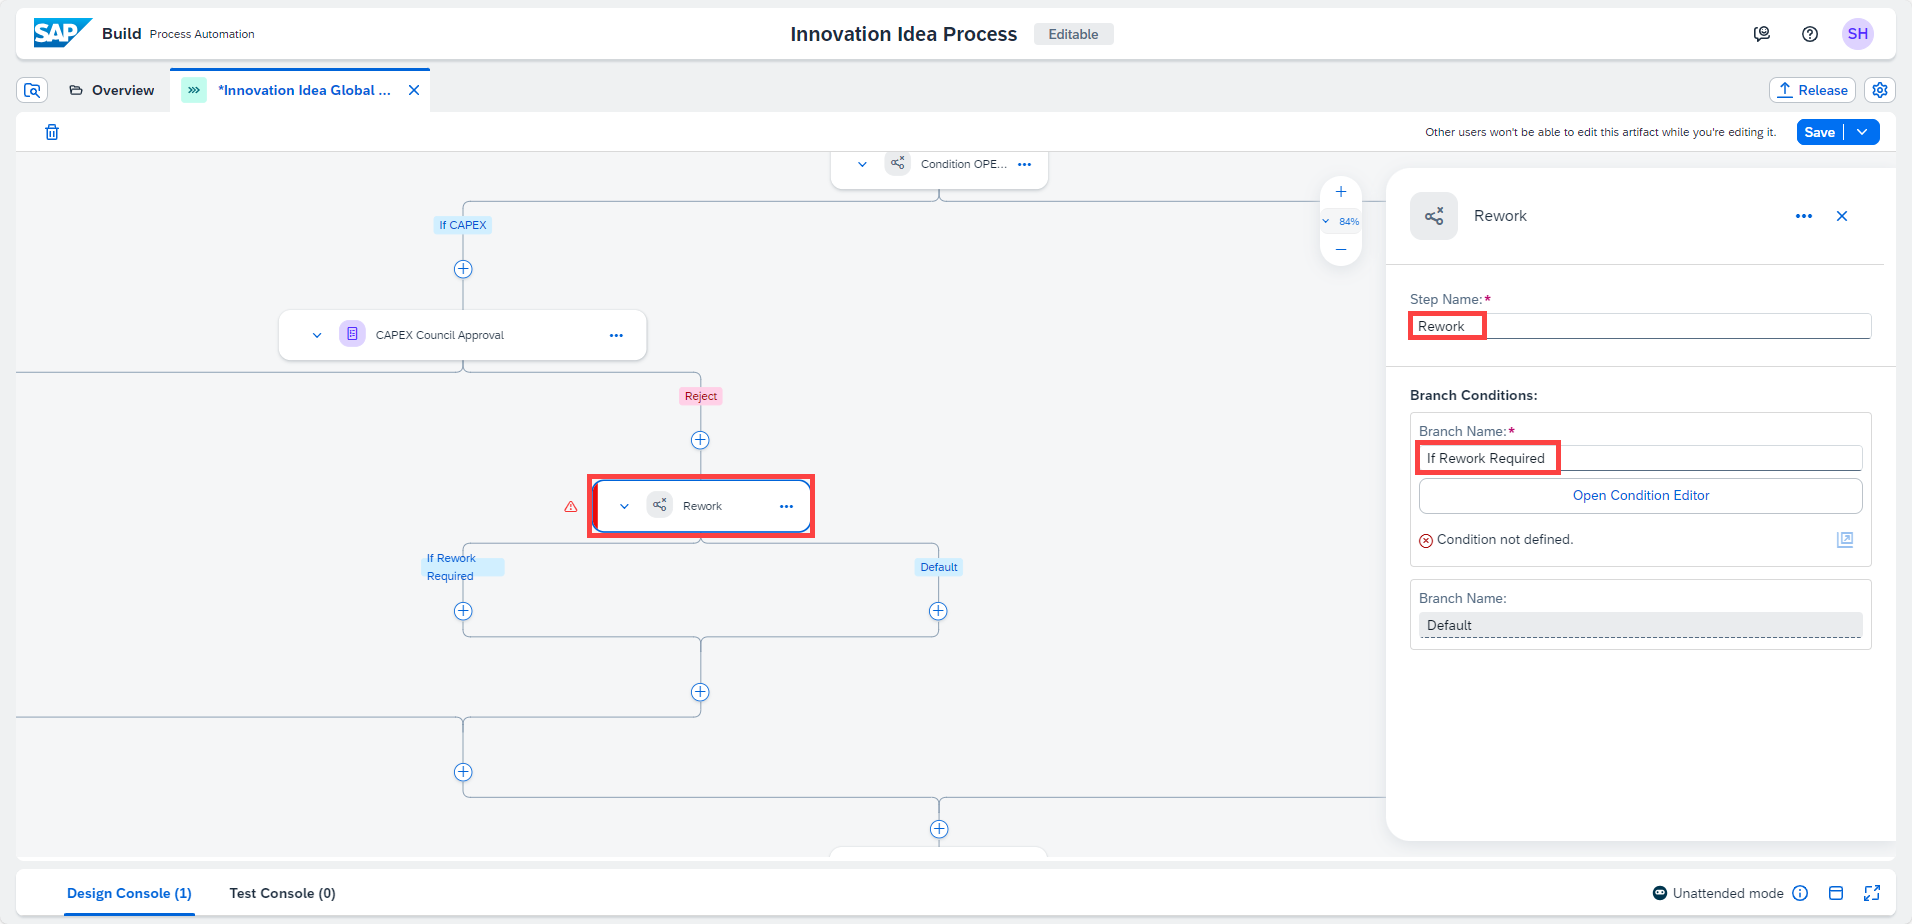 SAP Build Process Automation
Innovation Idea Process Editable
SH
Overview
*Innovation Idea Global ...
Release
Other users won't be able to edit this artifact while you're editing it.
Save
Condition OPE...
If CAPEX
84%
CAPEX Council Approval
Reject
Rework
If Rework
Required
Default
Rework
Step Name:*
Rework
Branch Conditions:
Branch Name:*
If Rework Required
Open Condition Editor
Condition not defined.
Branch Name:
Default
Design Console (1)
Test Console (0)
Unattended mode